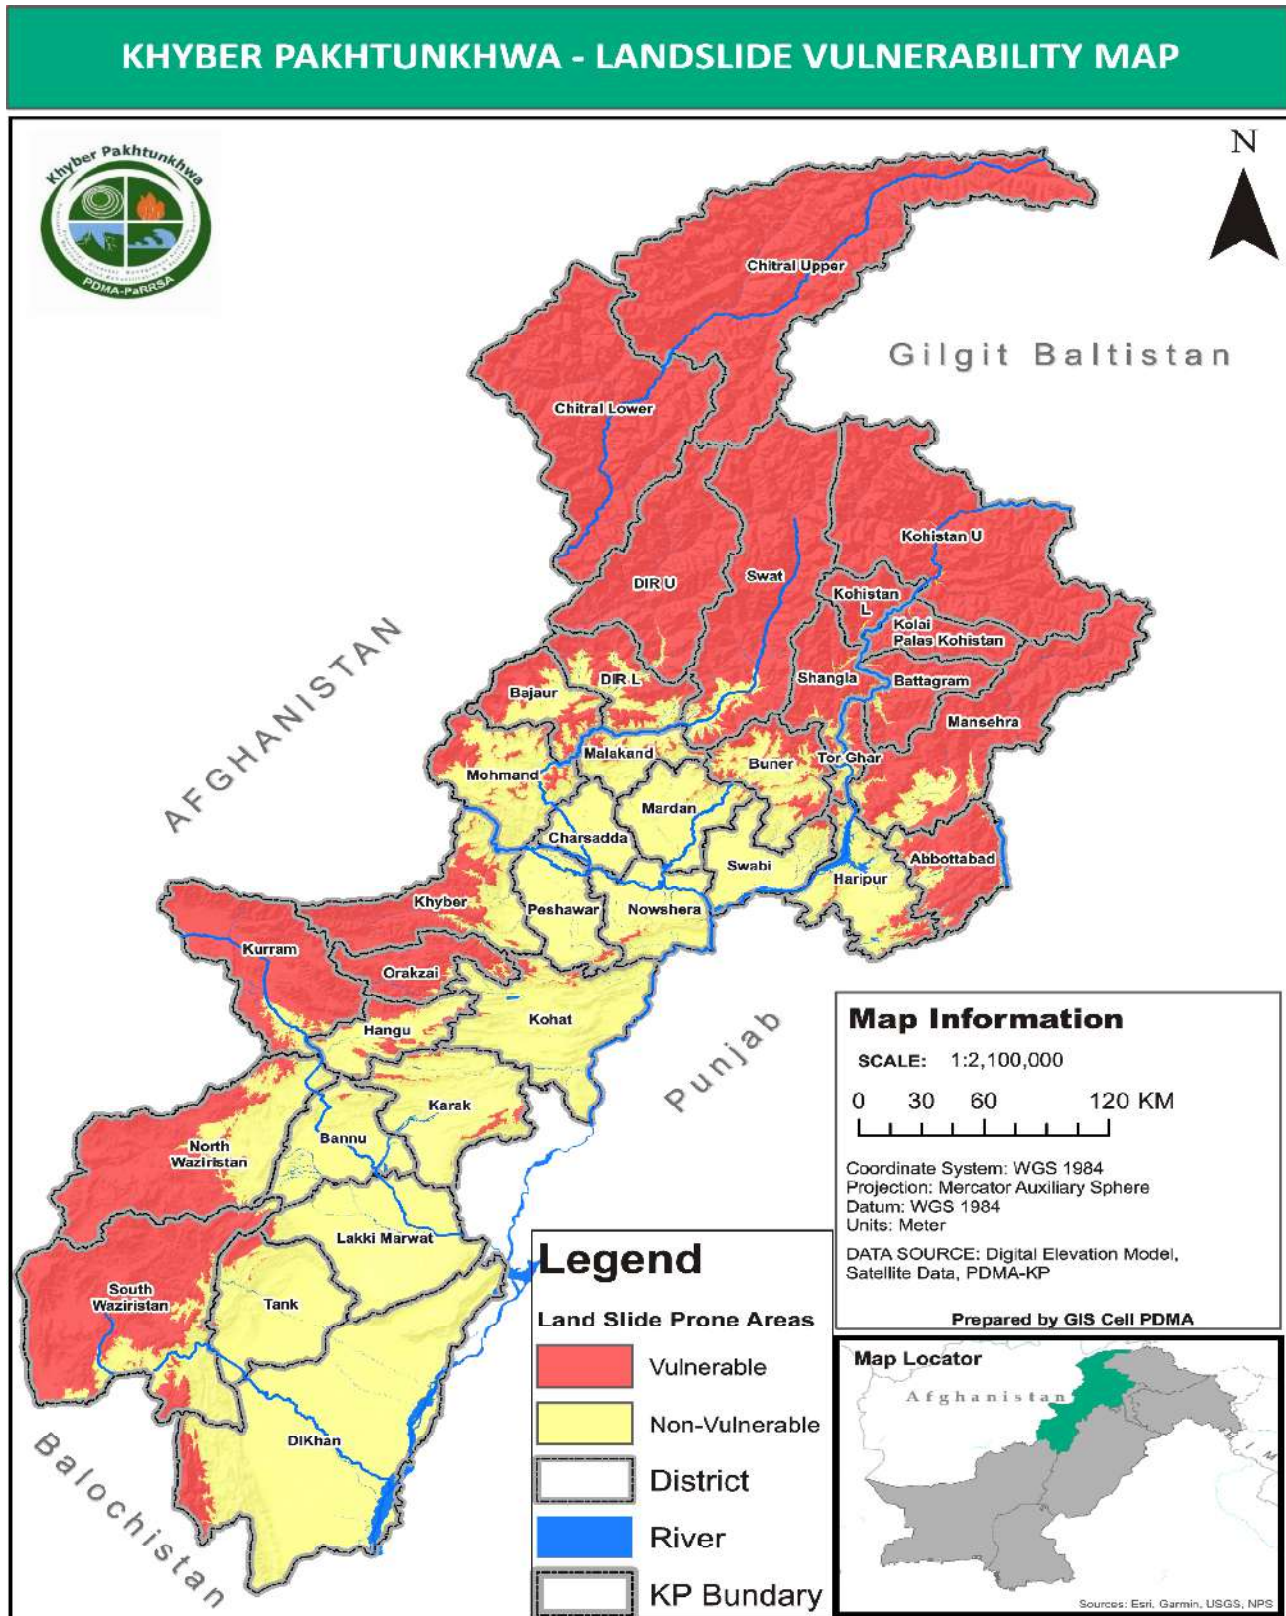 KHYBER PAKHTUNKHWA - LANDSLIDE VULNERABILITY MAP
Khyber Pakhtunkhwa
PDMA-PaRRSA
N
Chitral Upper
Gilgit Baltistan
Chitral Lower
Kohistan U
DIR U
Swat
Kohistan
L
Kolai
Palas Kohistan
AFGHANISTAN
Bajaur
DIR L
Shangla
Battagram
Mansehra
Malakand
Mohmand
Buner
Tor Ghar
Mardan
Charsadda
Swabi
Abbottabad
Haripur
Khyber
Peshawar
Nowshera
Kurram
Orakzai
Hangu
Kohat
Punjab
Karak
Bannu
North
Waziristan
Lakki Marwat
South
Waziristan
Tank
DIKhan
Balochistan
Map Information
SCALE: 1:2,100,000
0 30 60 120 KM
Coordinate System: WGS 1984
Projection: Mercator Auxiliary Sphere
Datum: WGS 1984
Units: Meter
DATA SOURCE: Digital Elevation Model,
Satellite Data, PDMA-KP
Prepared by GIS Cell PDMA
Legend
Land Slide Prone Areas
Vulnerable
Non-Vulnerable
District
River
KP Bundary
Map Locator
Afghanistan
Sources: Esri, Garmin, USGS, NPS